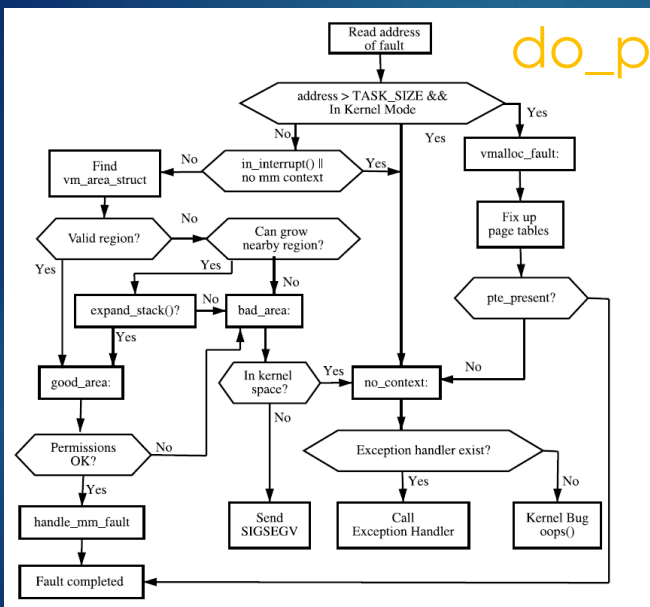 do_p
Read address
of fault
address > TASK_SIZE &&
In Kernel Mode
No
Yes
Yes
Find
vm_area_struct
No
in_interrupt() ||
no mm context
Yes
vmalloc_fault:
Valid region?
No
Can grow
nearby region?
Fix up
page tables
Yes
Yes
No
expand_stack()?
No
bad_area:
pte_present?
Yes
good_area:
In kernel
space?
Yes
no_context:
No
No
Permissions
OK?
No
Exception handler exist?
Yes
Yes
No
handle_mm_fault
Send
SIGSEGV
Call
Exception Handler
Kernel Bug
oops()
Fault completed